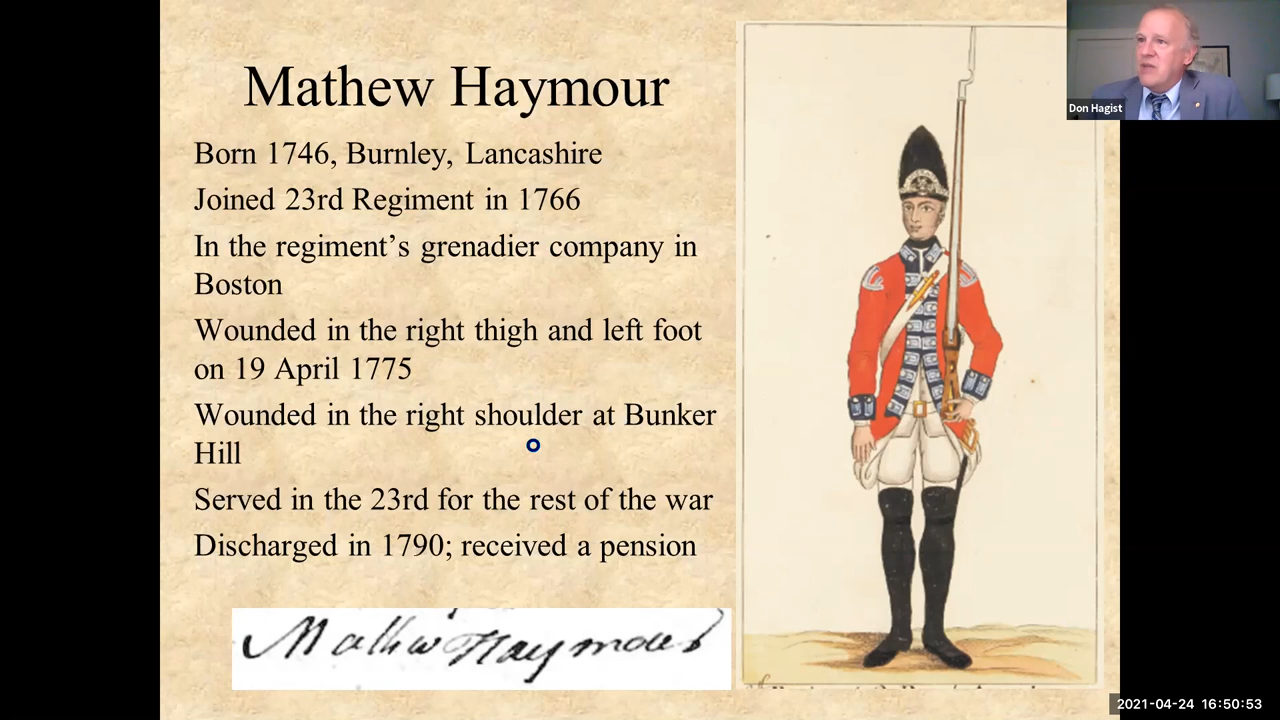 Mathew Haymour
Born 1746, Burnley, Lancashire
Joined 23rd Regiment in 1766
In the regiment’s grenadier company in
Boston
Wounded in the right thigh and left foot
on 19 April 1775
Wounded in the right shoulder at Bunker
Hill
Served in the 23rd for the rest of the war
Discharged in 1790; received a pension
Don Hagist
2021-04-24 16:50:53